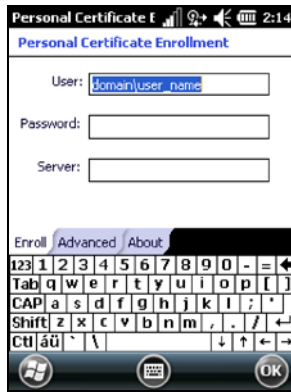 Personal Certificate E 2:14
Personal Certificate Enrollment
User: domain\user_name
Password:
Server:
Enroll Advanced About
123 1 2 3 4 5 6 7 8 9 0 - =
Tab q w e r t y u i o p [ ]
CAP a s d f g h j k l ; '
Shift z x c v b n m , . /
Ctl áü ` \
OK